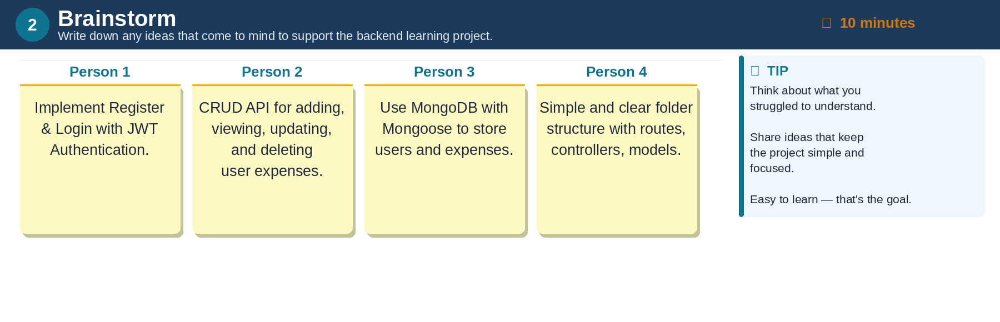 2
Brainstorm
Write down any ideas that come to mind to support the backend learning project.
10 minutes
Person 1
Implement Register
& Login with JWT
Authentication.
Person 2
CRUD API for adding,
viewing, updating,
and deleting
user expenses.
Person 3
Use MongoDB with
Mongoose to store
users and expenses.
Person 4
Simple and clear folder
structure with routes,
controllers, models.
TIP
Think about what you
struggled to understand.
Share ideas that keep
the project simple and
focused.
Easy to learn — that's the goal.